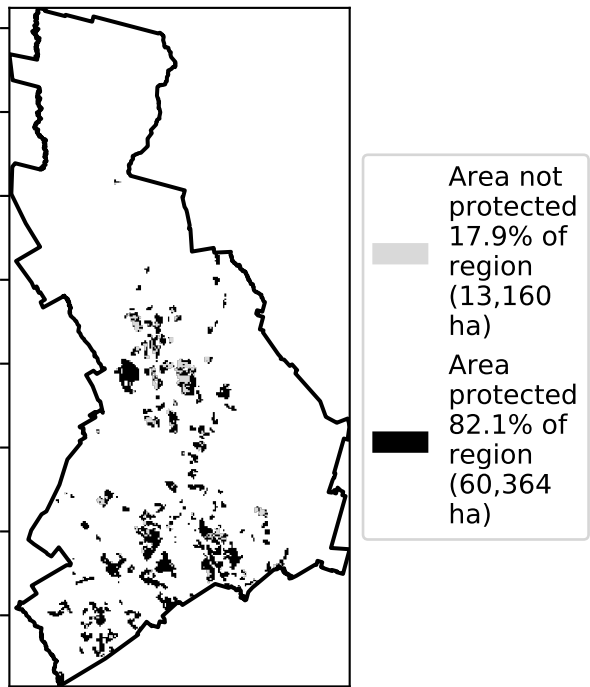 Area not
protected
17.9% of
region
(13,160
ha)
Area
protected
82.1% of
region
(60,364
ha)